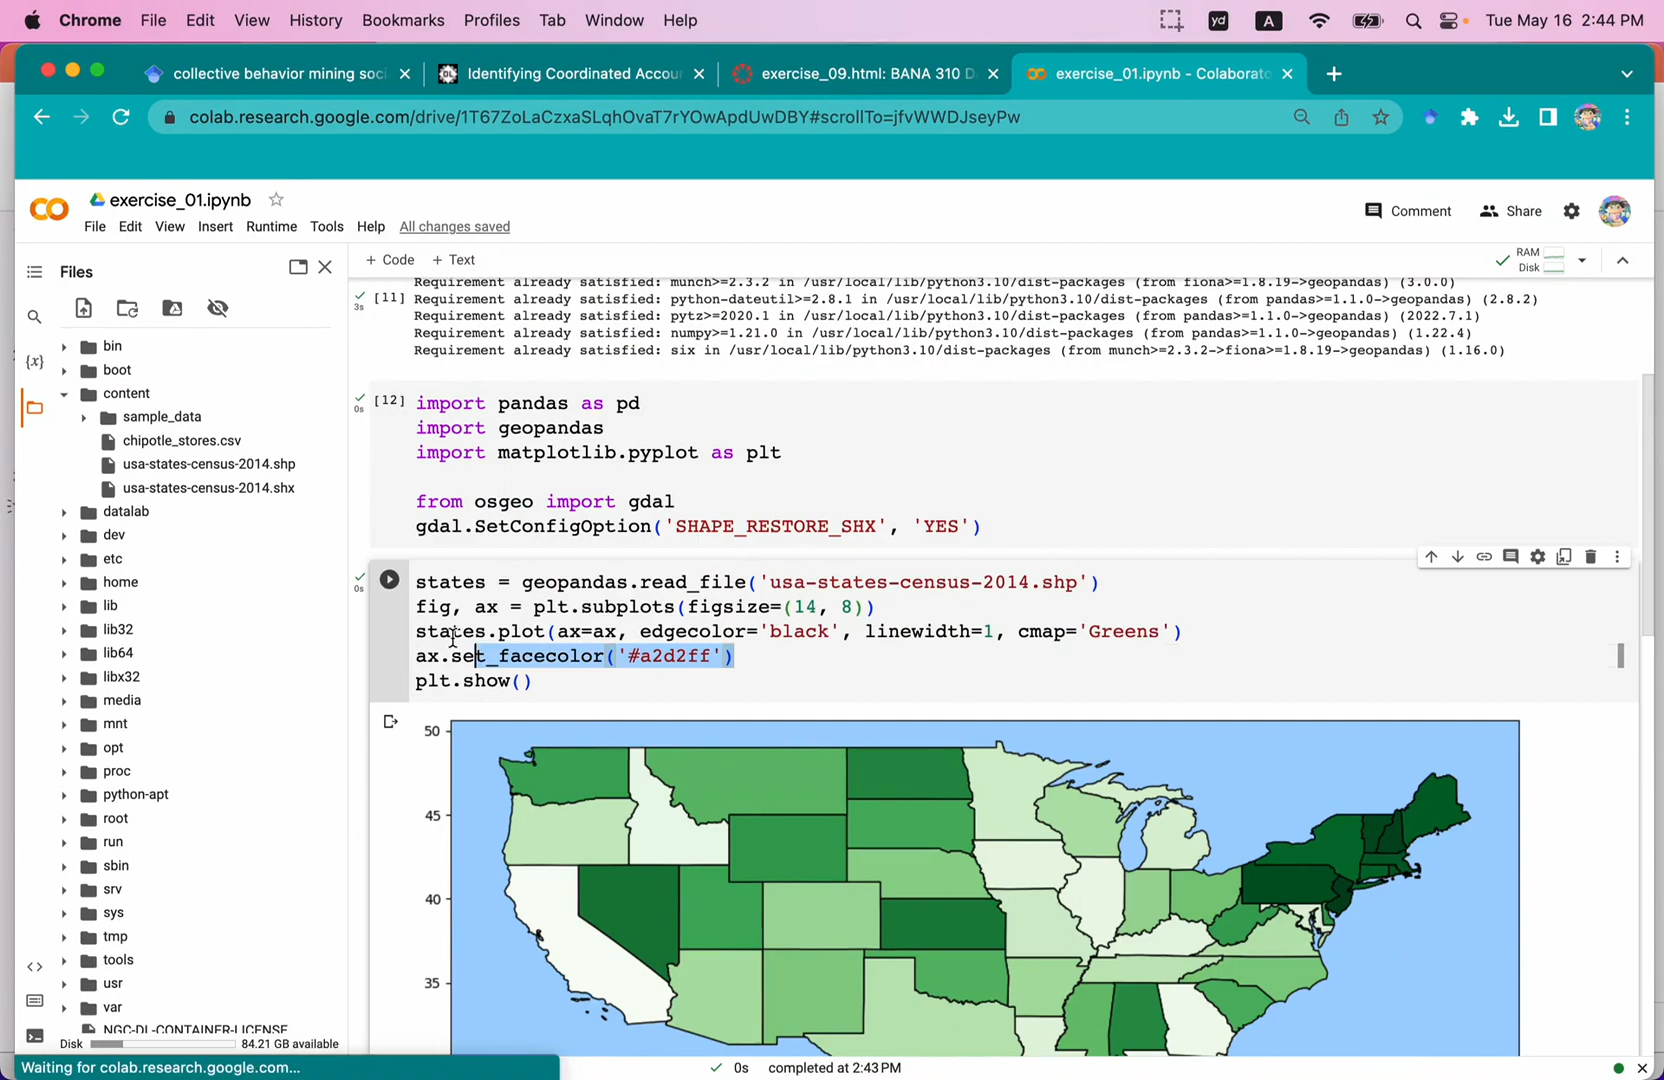 Chrome File Edit View History Bookmarks Profiles Tab Window Help yd A Tue May 16 2:44 PM
collective behavior mining soci Identifying Coordinated Accou exercise_09.html: BANA 310 D exercise_01.ipynb - Colaborato
colab.research.google.com/drive/1T67ZoLaCzxaSLqhOvaT7rYOwApdUwDBY#scrollTo=jfvWWDJseyPw
exercise_01.ipynb
Comment Share
File Edit View Insert Runtime Tools Help All changes saved
Files
+ Code + Text
RAM
Disk
Requirement already satisfied: munch>=2.3.2 in /usr/local/lib/python3.10/dist-packages (from fiona>=1.8.19->geopandas) (3.0.0)
[11] Requirement already satisfied: python-dateutil>=2.8.1 in /usr/local/lib/python3.10/dist-packages (from pandas>=1.1.0->geopandas) (2.8.2)
3s
Requirement already satisfied: pytz>=2020.1 in /usr/local/lib/python3.10/dist-packages (from pandas>=1.1.0->geopandas) (2022.7.1)
Requirement already satisfied: numpy>=1.21.0 in /usr/local/lib/python3.10/dist-packages (from pandas>=1.1.0->geopandas) (1.22.4)
Requirement already satisfied: six in /usr/local/lib/python3.10/dist-packages (from munch>=2.3.2->fiona>=1.8.19->geopandas) (1.16.0)
{x}
bin
boot
content
sample_data
chipotle_stores.csv
usa-states-census-2014.shp
usa-states-census-2014.shx
datalab
dev
etc
home
lib
lib32
lib64
libx32
media
mnt
opt
proc
python-apt
root
run
sbin
srv
sys
tmp
tools
usr
var
NGC-DL-CONTAINER-LICENSE
Disk 84.21 GB available
[12] import pandas as pd
0s
import geopandas
import matplotlib.pyplot as plt
from osgeo import gdal
gdal.SetConfigOption('SHAPE_RESTORE_SHX', 'YES')
states = geopandas.read_file('usa-states-census-2014.shp')
0s
fig, ax = plt.subplots(figsize=(14, 8))
states.plot(ax=ax, edgecolor='black', linewidth=1, cmap='Greens')
ax.set_facecolor('#a2d2ff')
plt.show()
50
45
40
35
Waiting for colab.research.google.com...
0s completed at 2:43 PM